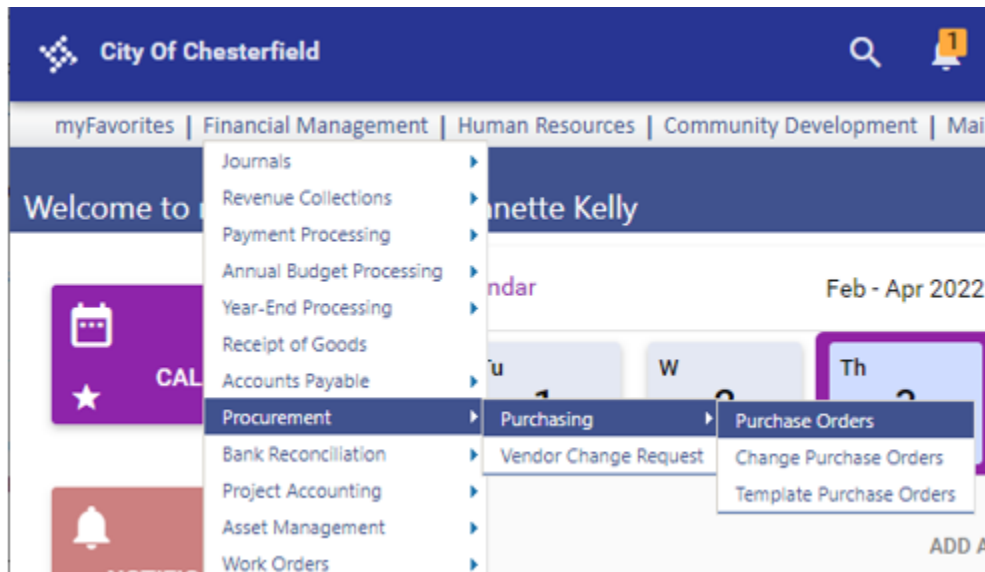 City Of Chesterfield
1
myFavorites | Financial Management | Human Resources | Community Development | Mai
Welcome to
nnette Kelly
Journals
Revenue Collections
Payment Processing
Annual Budget Processing
Year-End Processing
Receipt of Goods
Accounts Payable
Procurement
Bank Reconciliation
Project Accounting
Asset Management
Work Orders
Purchasing
Vendor Change Request
Purchase Orders
Change Purchase Orders
Template Purchase Orders
ndar
Feb - Apr 2022
W
Th
CAL
ADD